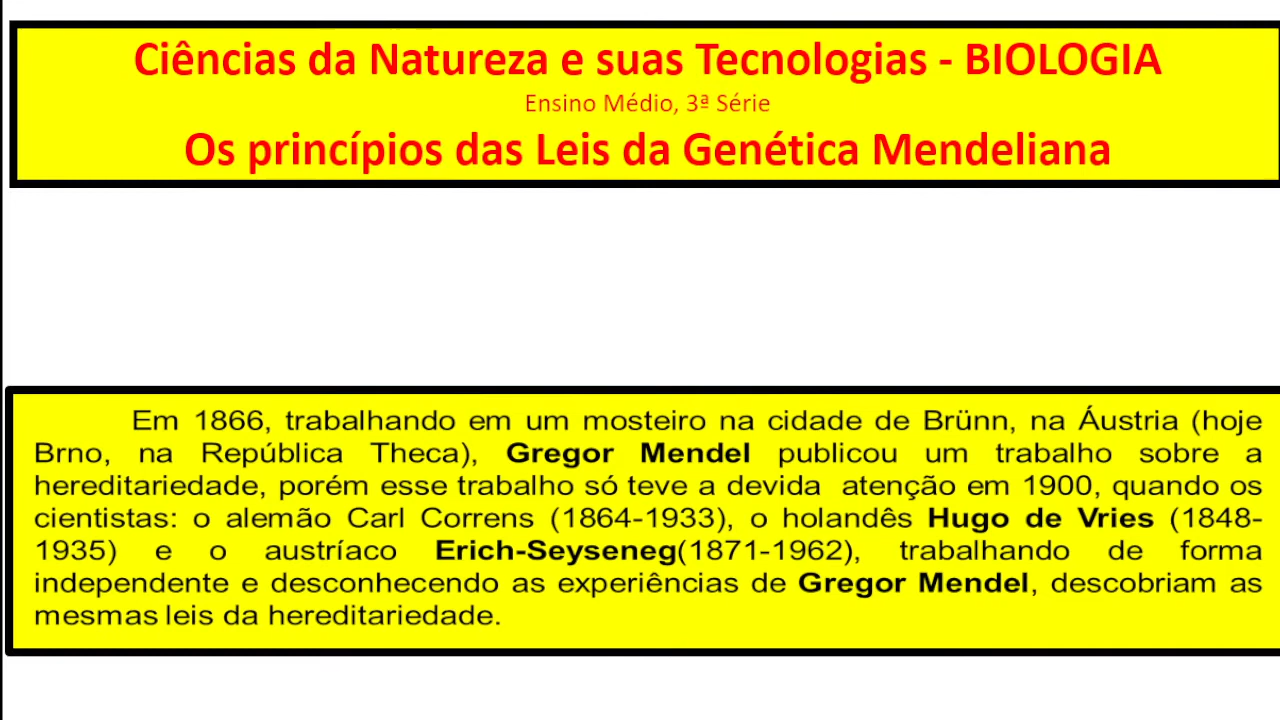 Ciências da Natureza e suas Tecnologias - BIOLOGIA
Ensino Médio, 3ª Série
Os princípios das Leis da Genética Mendeliana
Em 1866, trabalhando em um mosteiro na cidade de Brünn, na Áustria (hoje
Brno, na República Theca), Gregor Mendel publicou um trabalho sobre a
hereditariedade, porém esse trabalho só teve a devida atenção em 1900, quando os
cientistas: o alemão Carl Correns (1864-1933), o holandês Hugo de Vries (1848-
1935) e o austríaco Erich-Seyseneg(1871-1962), trabalhando de forma
independente e desconhecendo as experiências de Gregor Mendel, descobriam as
mesmas leis da hereditariedade.